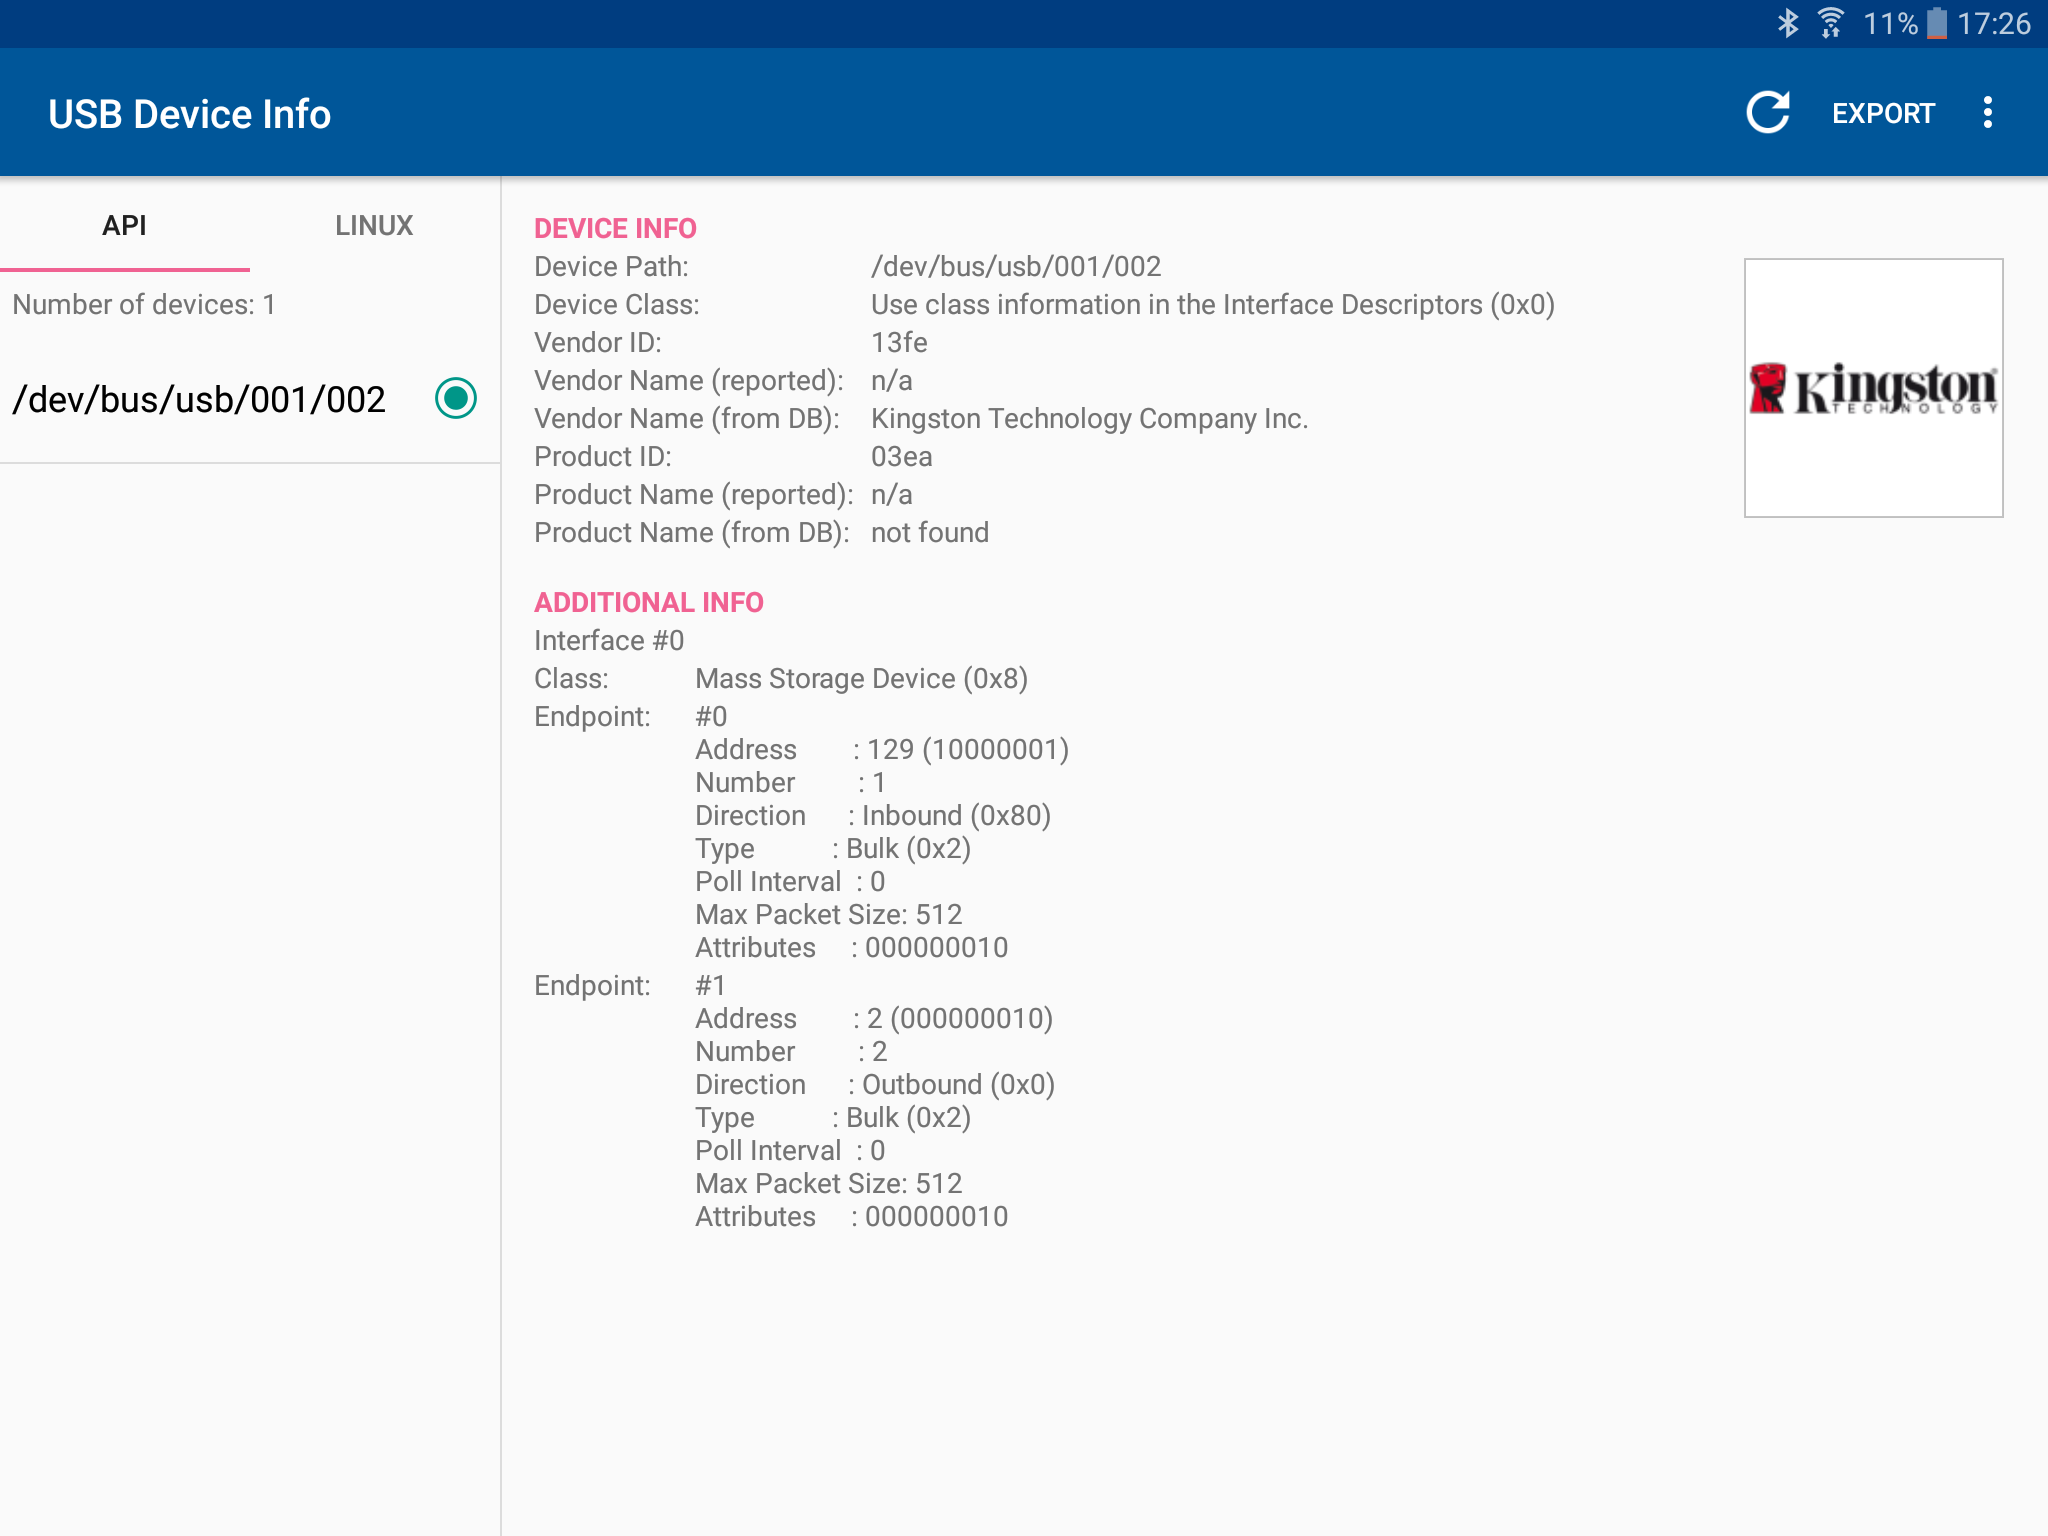 11% 17:26
USB Device Info
EXPORT
API LINUX
Number of devices: 1
/dev/bus/usb/001/002
DEVICE INFO
Device Path: /dev/bus/usb/001/002
Device Class: Use class information in the Interface Descriptors (0x0)
Vendor ID: 13fe
Vendor Name (reported): n/a
Vendor Name (from DB): Kingston Technology Company Inc.
Product ID: 03ea
Product Name (reported): n/a
Product Name (from DB): not found
Kingston
TECHNOLOGY
ADDITIONAL INFO
Interface #0
Class: Mass Storage Device (0x8)
Endpoint: #0
Address : 129 (10000001)
Number : 1
Direction : Inbound (0x80)
Type : Bulk (0x2)
Poll Interval : 0
Max Packet Size: 512
Attributes : 000000010
Endpoint: #1
Address : 2 (000000010)
Number : 2
Direction : Outbound (0x0)
Type : Bulk (0x2)
Poll Interval : 0
Max Packet Size: 512
Attributes : 000000010